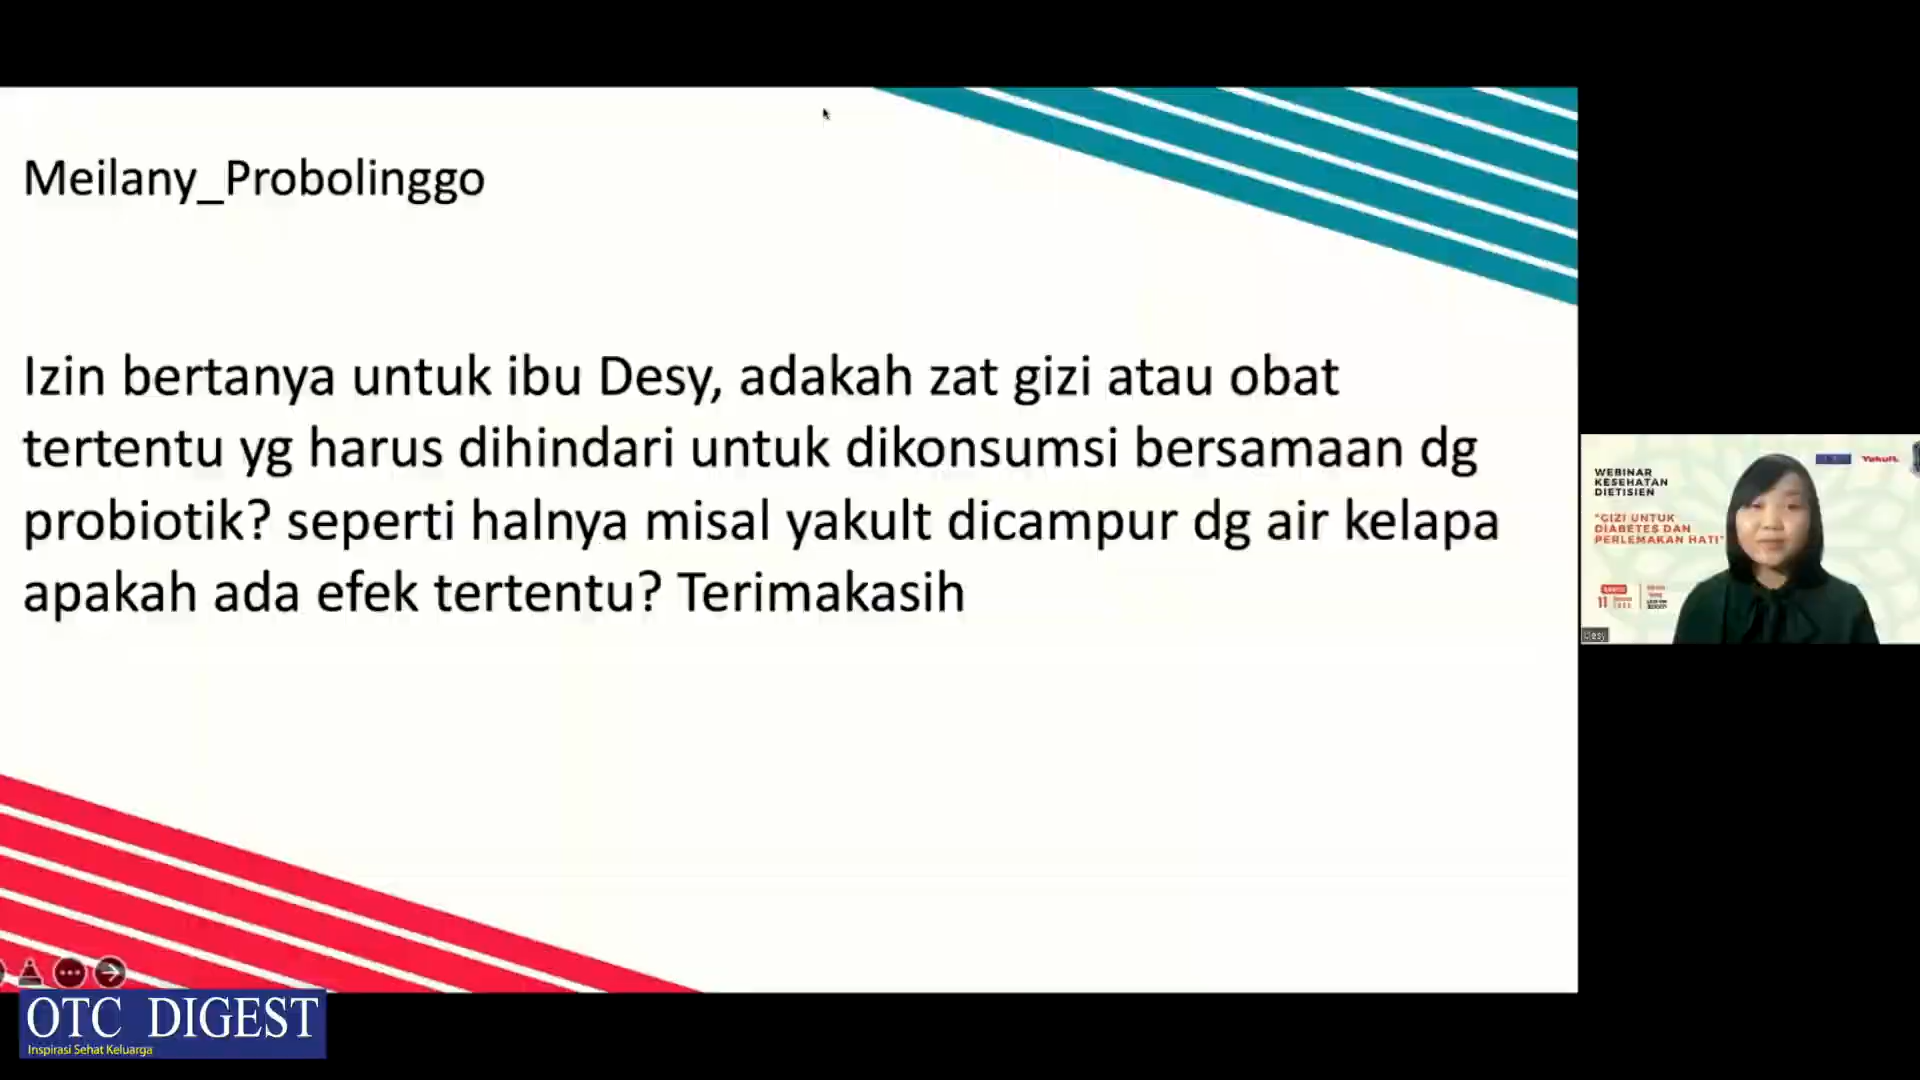 Meilany_Probolinggo
Izin bertanya untuk ibu Desy, adakah zat gizi atau obat
tertentu yg harus dihindari untuk dikonsumsi bersamaan dg
probiotik? seperti halnya misal yakult dicampur dg air kelapa
apakah ada efek tertentu? Terimakasih
WEBINAR
KESEHATAN
DIETISIEN
"GIZI UNTUK
DIABETES DAN
PERLEMAKAN HATI"
11
Yakult
Desy
OTC DIGEST
Inspirasi Sehat Keluarga